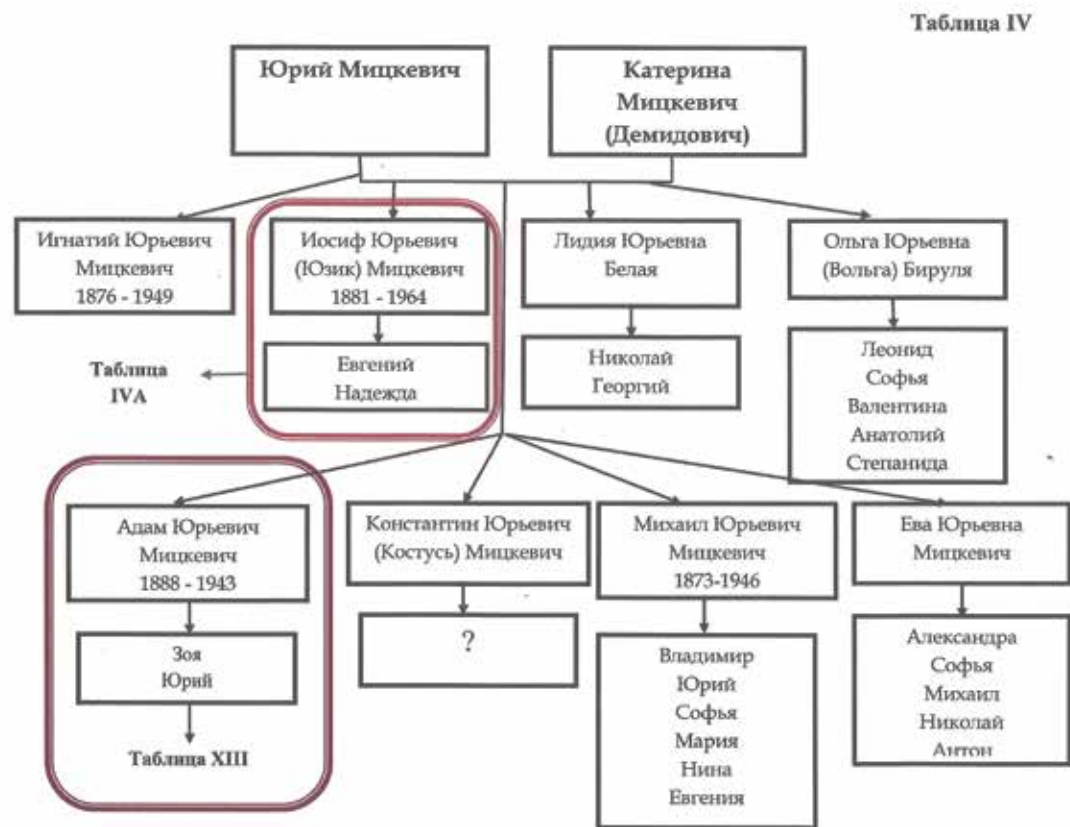 Таблица IV
Юрий Мицкевич
Катерина
Мицкевич
(Демидович)
Игнатий Юрьевич
Мицкевич
1876 - 1949
Иосиф Юрьевич
(Юзик) Мицкевич
1881 - 1964
Лидия Юрьевна
Белая
Ольга Юрьевна
(Вольга) Бируля
Таблица
IVA
Евгений
Надежда
Николай
Георгий
Леонид
Софья
Валентина
Анатолий
Степанида
Адам Юрьевич
Мицкевич
1888 - 1943
Константин Юрьевич
(Костусь) Мицкевич
Михаил Юрьевич
Мицкевич
1873-1946
Ева Юрьевна
Мицкевич
Зоя
Юрий
Таблица XIII
?
Владимир
Юрий
Софья
Мария
Нина
Евгения
Александра
Софья
Михаил
Николай
Антон